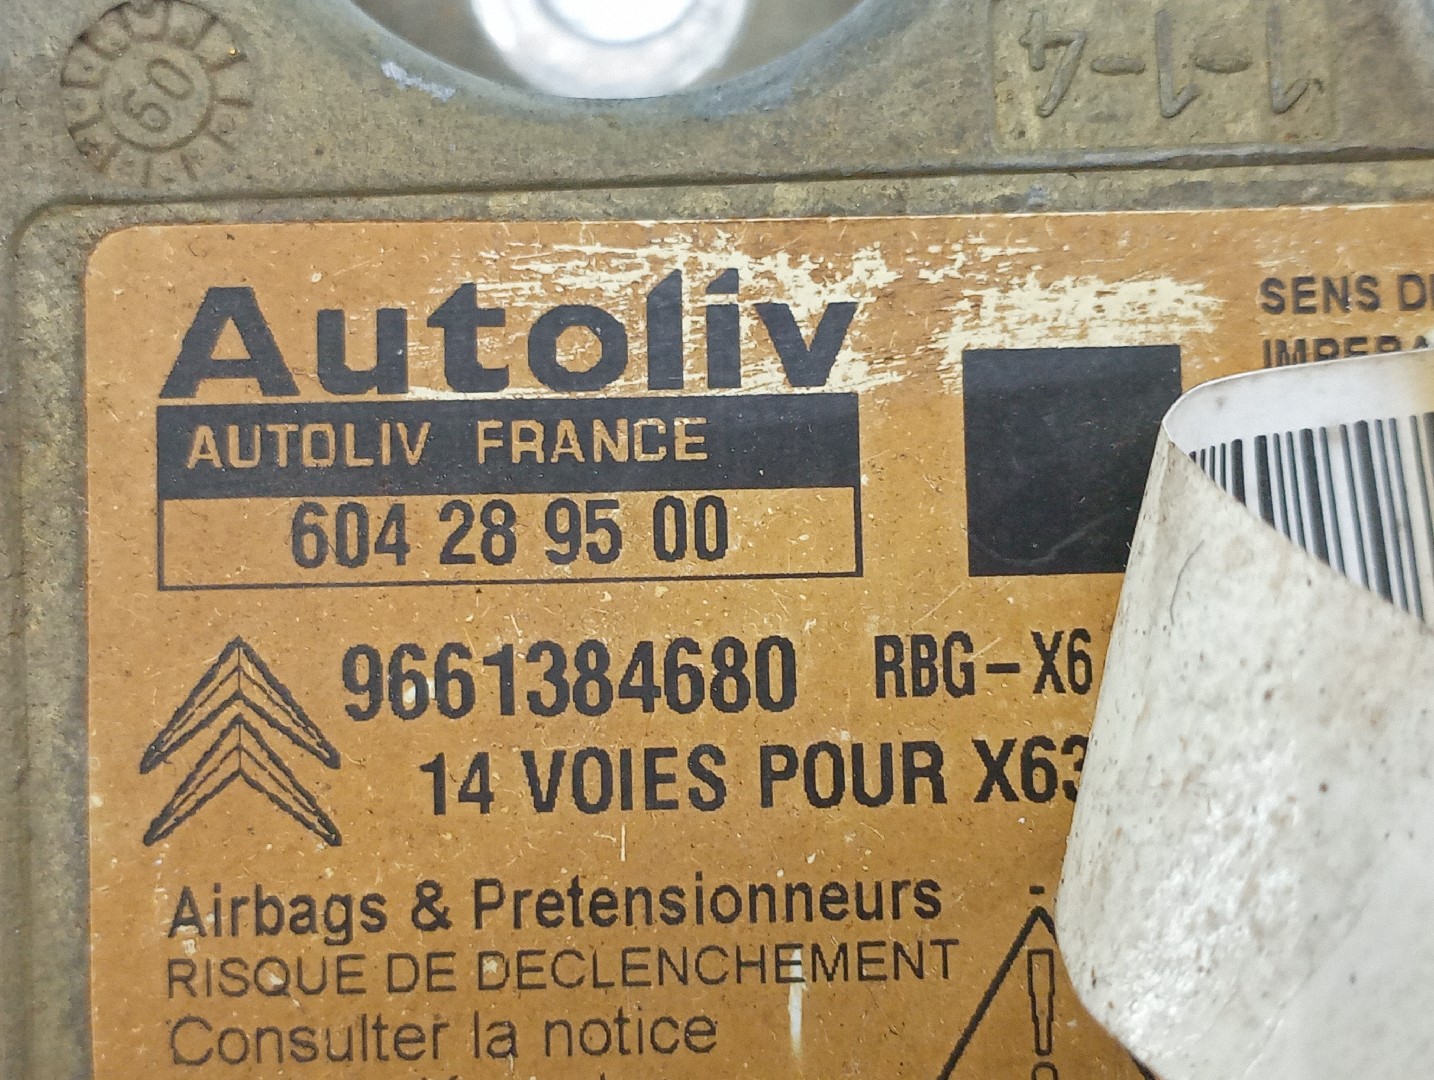 60
1-1-4
Autoliv
SENS
AUTOLIV FRANCE
604 28 95 00
9661384680 RBG-X6
14 VOIES POUR X63
Airbags & Pretensionneurs
RISQUE DE DECLENCHEMENT
Consulter la notice